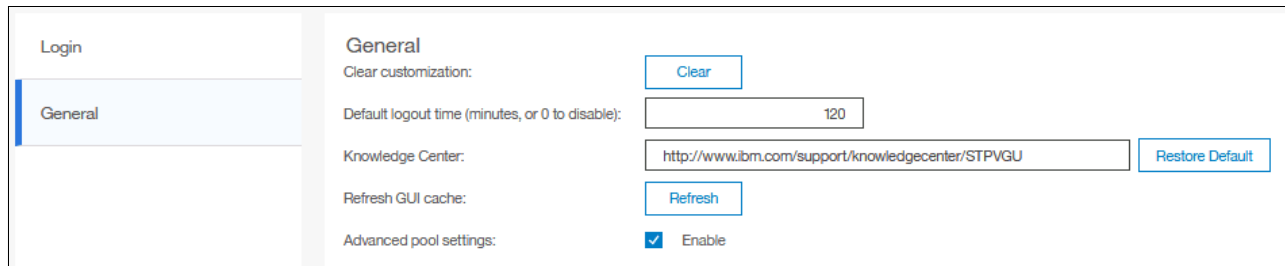 Login
General
General
Clear customization:
Clear
Default logout time (minutes, or 0 to disable):
120
Knowledge Center:
http://www.ibm.com/support/knowledgecenter/STPVGU
Restore Default
Refresh GUI cache:
Refresh
Advanced pool settings:
Enable